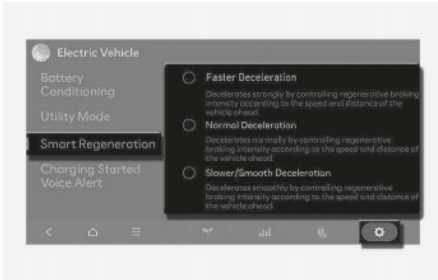 Electric Vehicle
Battery
Conditioning
Utility Mode
Smart Regeneration
Charging Started
Voice Alert
Faster Deceleration
Decelerates strongly by controlling regenerative braking
intensity according to the speed and distance of the
vehicle ahead.
Normal Deceleration
Decelerates normally by controlling regenerative
braking intensity according to the speed and distance of
the vehicle ahead.
Slower/Smooth Deceleration
Decelerates smoothly by controlling regenerative
braking intensity according to the speed and distance of
the vehicle ahead.